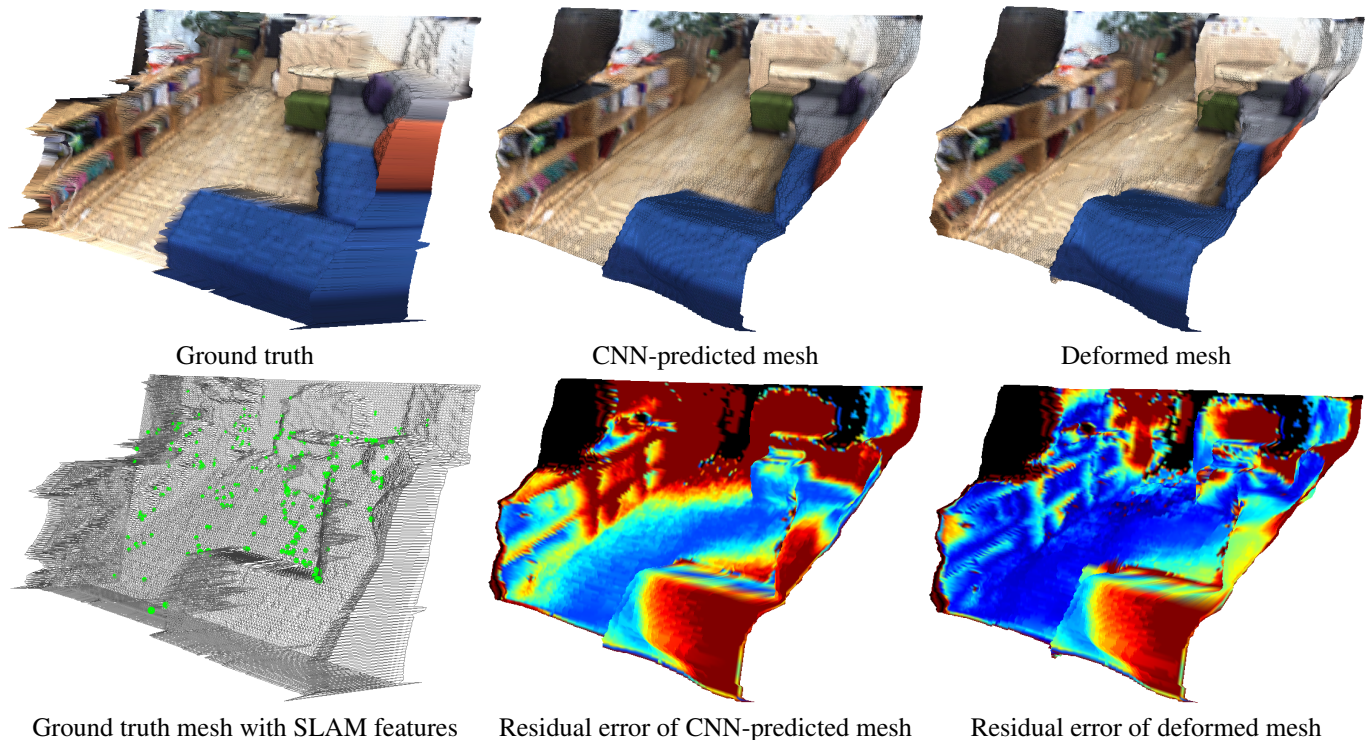 Ground truth
CNN-predicted mesh
Deformed mesh
Ground truth mesh with SLAM features
Residual error of CNN-predicted mesh
Residual error of deformed mesh